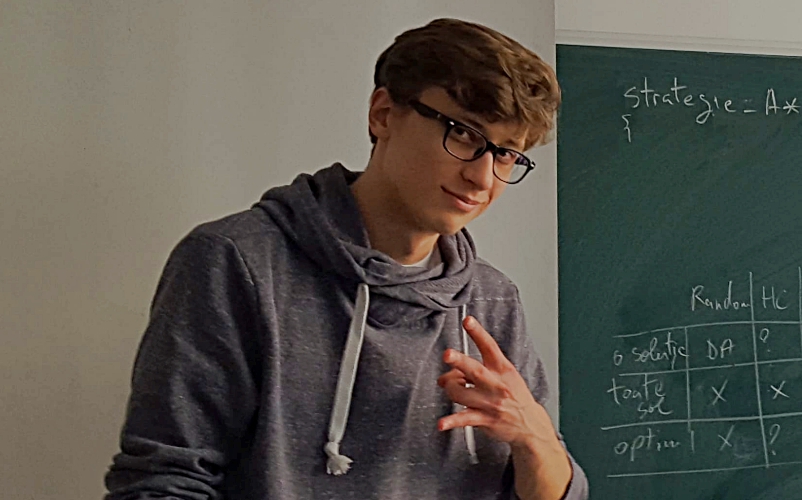 strategie = A*
{
Random HC
o soluție DA ?
toate sol X X
optim X ?